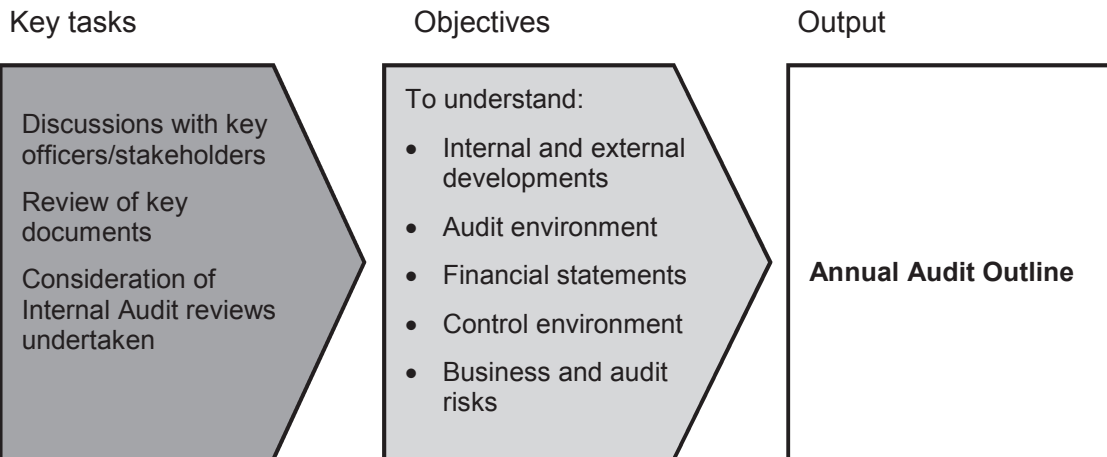 Key tasks
Objectives
Output
Discussions with key
officers/stakeholders
Review of key
documents
Consideration of
Internal Audit reviews
undertaken
To understand:
• Internal and external
developments
• Audit environment
• Financial statements
• Control environment
• Business and audit
risks
Annual Audit Outline